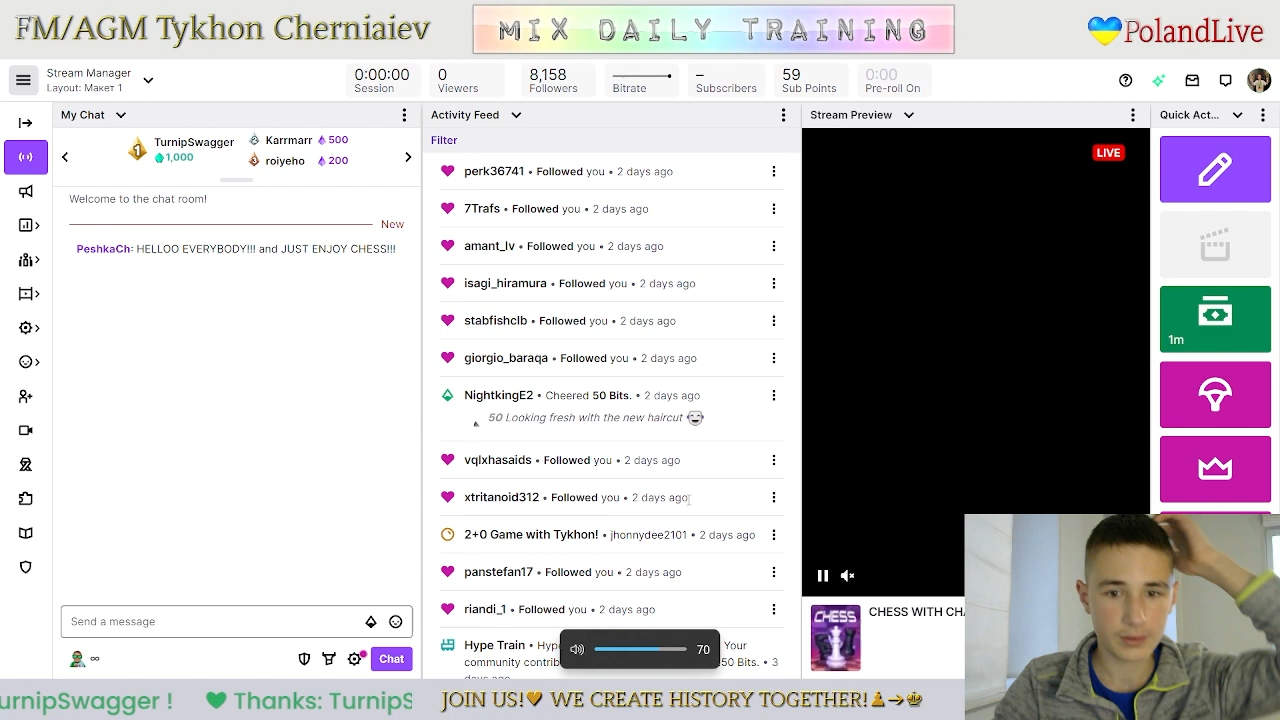 FM/AGM Tykhon Cherniaiev
MIX DAILY TRAINING
PolandLive
Stream Manager
Layout: Макет 1
0:00:00
Session
0
Viewers
8,158
Followers
Bitrate
–
Subscribers
59
Sub Points
0:00
Pre-roll On
My Chat
TurnipSwagger
1,000
Karrmarr 500
roiyeho 200
Welcome to the chat room!
New
PeshkaCh: HELLOO EVERYBODY!!! and JUST ENJOY CHESS!!!
Send a message
∞
Chat
Activity Feed
Filter
perk36741 • Followed you • 2 days ago
7Trafs • Followed you • 2 days ago
amant_lv • Followed you • 2 days ago
isagi_hiramura • Followed you • 2 days ago
stabfishclb • Followed you • 2 days ago
giorgio_baraqa • Followed you • 2 days ago
NightkingE2 • Cheered 50 Bits. • 2 days ago
50 Looking fresh with the new haircut
vqlxhasaids • Followed you • 2 days ago
xtritanoid312 • Followed you • 2 days ago
2+0 Game with Tykhon! • jhonnydee2101 • 2 days ago
panstefan17 • Followed you • 2 days ago
riandi_1 • Followed you • 2 days ago
Hype Train • Hype Your
community contrib 50 Bits. • 3
days ago
70
Stream Preview
LIVE
CHESS
CHESS WITH CHA
Quick Act...
1m
urnipSwagger ! Thanks: TurnipS
JOIN US! WE CREATE HISTORY TOGETHER!